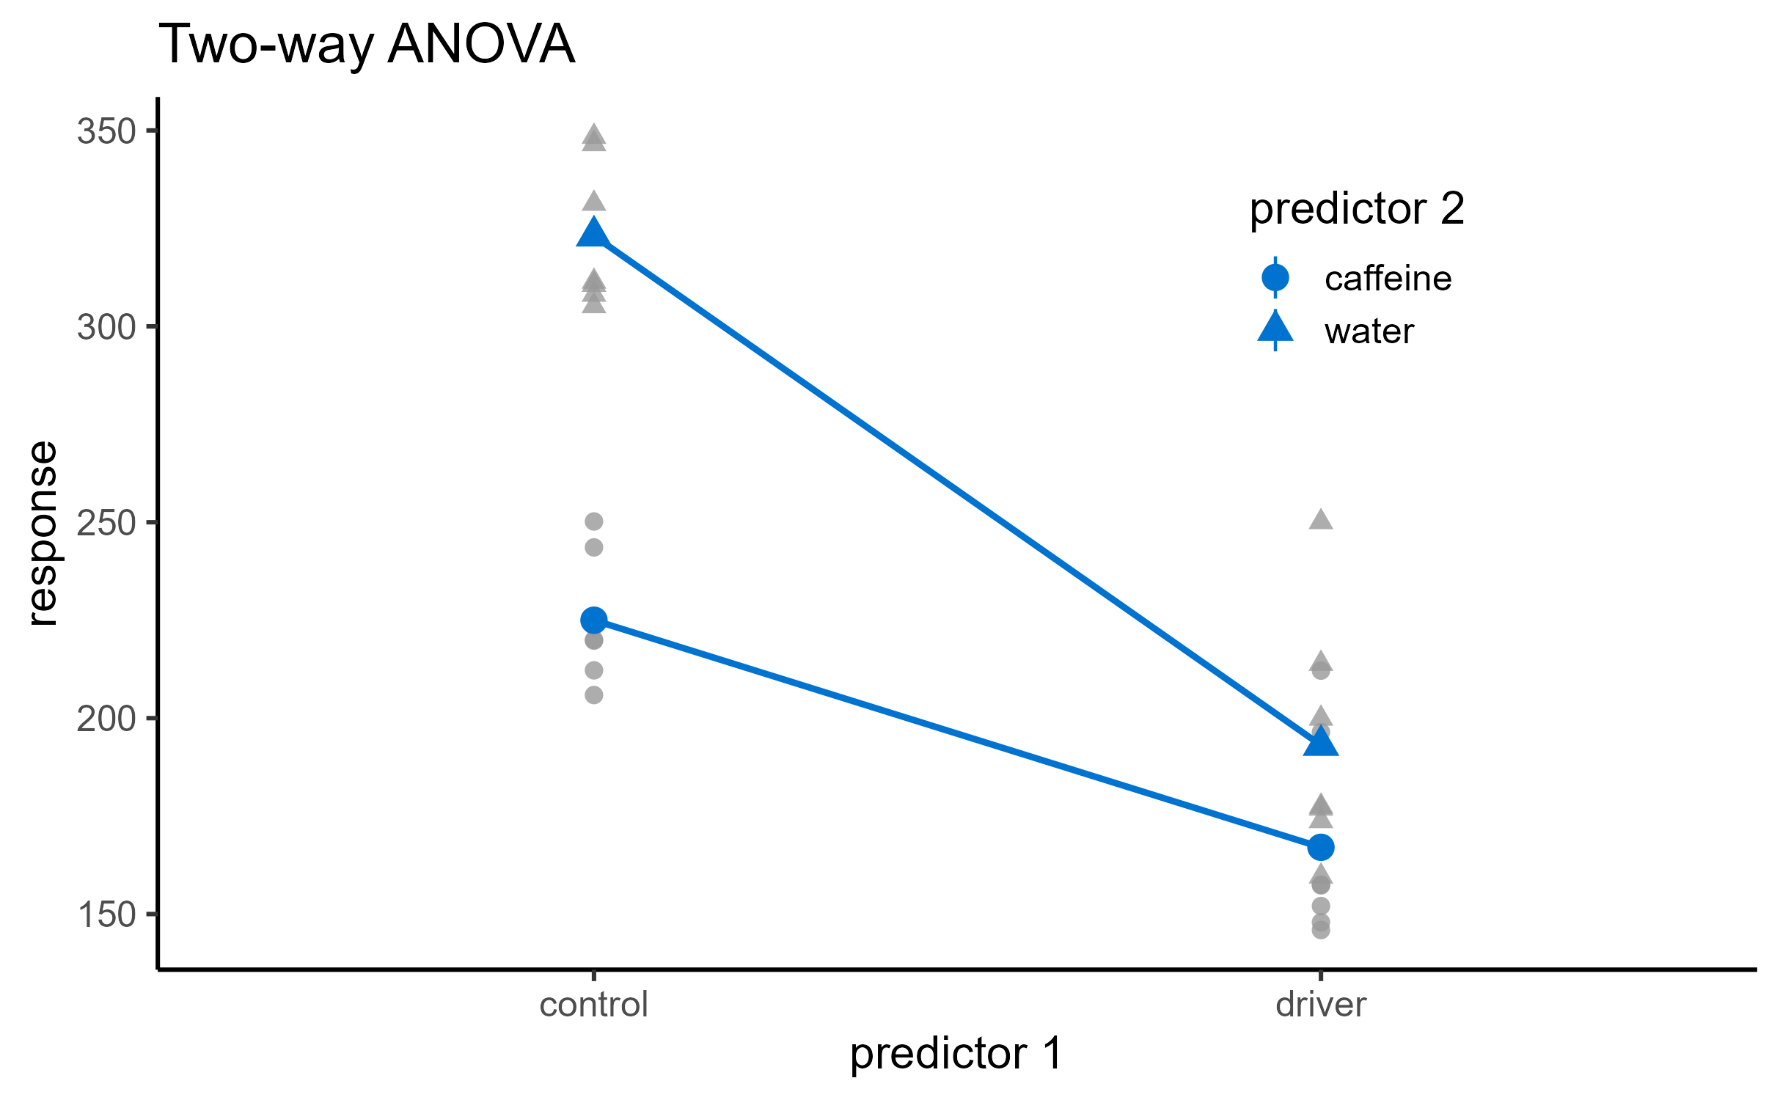 Two-way ANOVA
350
300
250
200
150
response
predictor 2
caffeine
water
control
driver
predictor 1